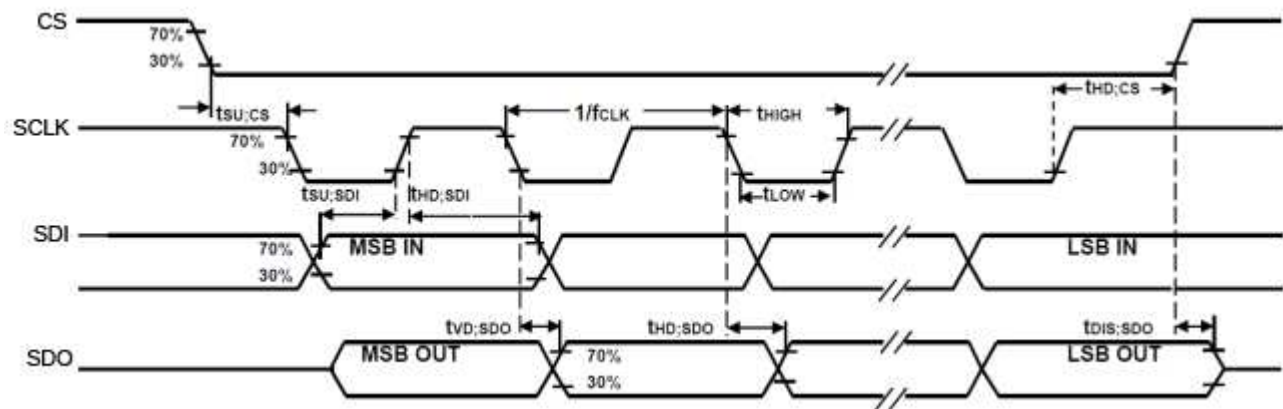 CS
70%
30%
tSU;CS
1/fCLK
tHIGH
tHD;CS
SCLK
70%
30%
tSU;SDI
tHD;SDI
tLOW
SDI
70%
30%
MSB IN
LSB IN
tVD;SDO
tHD;SDO
tDIS;SDO
SDO
MSB OUT
70%
30%
LSB OUT